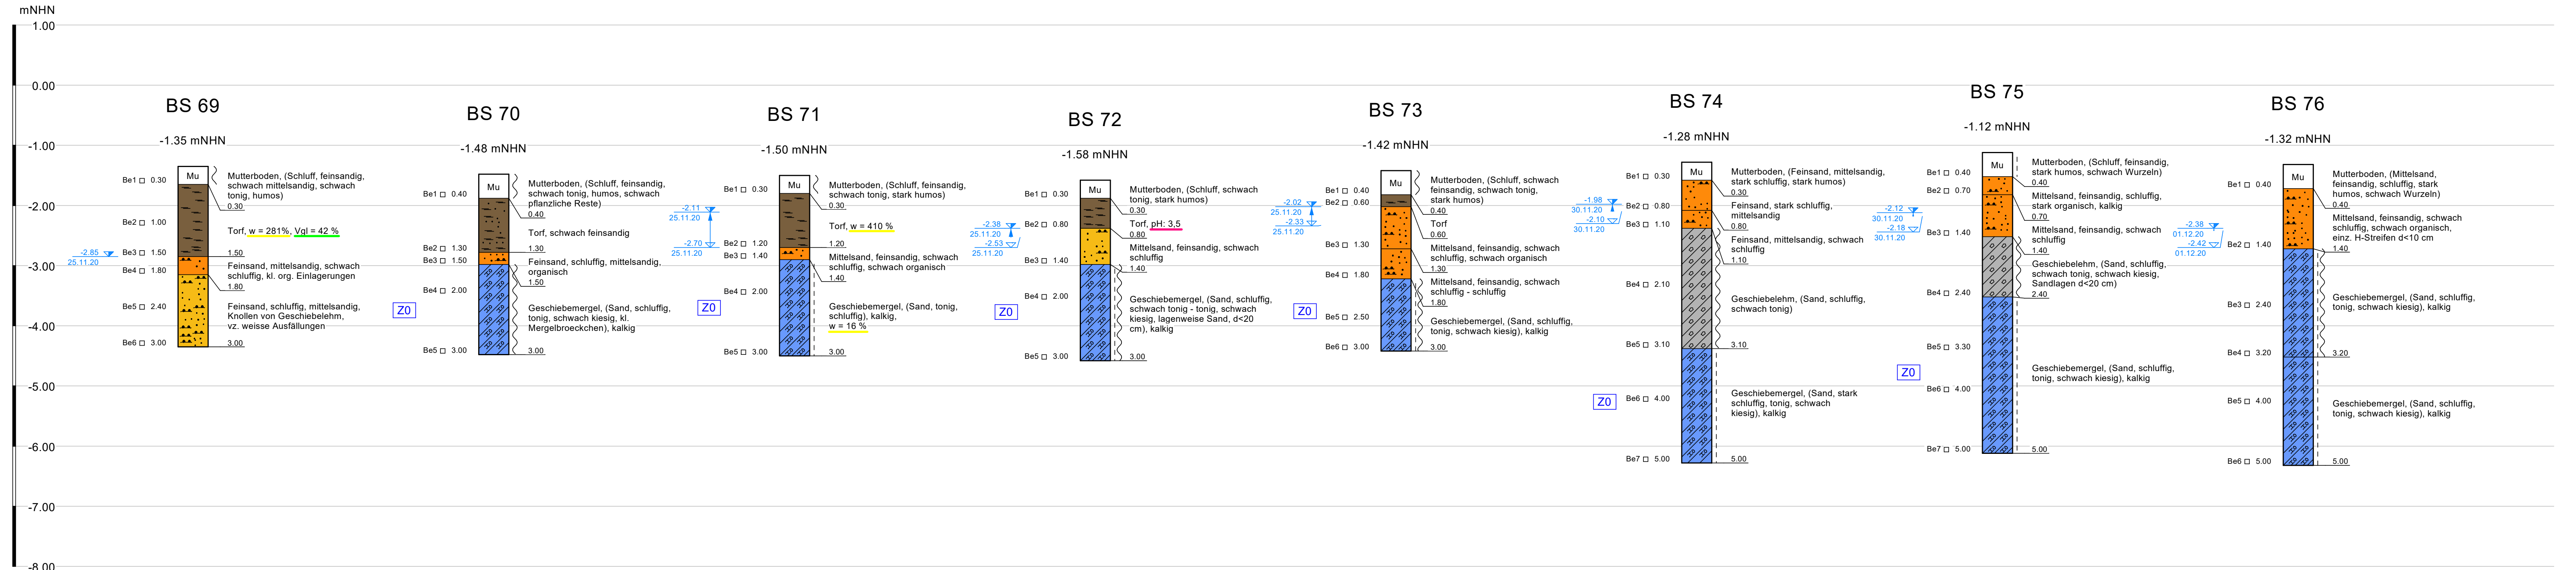 mNHN
1.00
0.00
-1.00
-2.00
-3.00
-4.00
-5.00
-6.00
-7.00
-8.00
BS 69
-1.35 mNHN
Mu
Be1 0.30
Be2 1.00
Be3 1.50
Be4 1.80
Be5 2.40
Be6 3.00
-2.85
25.11.20
Mutterboden, (Schluff, feinsandig,
schwach mittelsandig, schwach
tonig, humos)
0.30
Torf, w = 281%, Vgl = 42 %
1.50
Feinsand, mittelsandig, schwach
schluffig, kl. org. Einlagerungen
1.80
Feinsand, schluffig, mittelsandig,
Knollen von Geschiebelehm,
vz. weisse Ausfällungen
3.00
BS 70
-1.48 mNHN
Mu
Be1 0.40
Be2 1.30
Be3 1.50
Be4 2.00
Be5 3.00
Z0
Mutterboden, (Schluff, feinsandig,
schwach tonig, humos, schwach
pflanzliche Reste)
0.40
Torf, schwach feinsandig
1.30
Feinsand, schluffig, mittelsandig,
organisch
1.50
Geschiebemergel, (Sand, schluffig,
tonig, schwach kiesig, kl.
Mergelbroeckchen), kalkig
3.00
BS 71
-1.50 mNHN
Mu
Be1 0.30
Be2 1.20
Be3 1.40
Be4 2.00
Be5 3.00
-2.11
25.11.20
-2.70
25.11.20
Z0
Mutterboden, (Schluff, feinsandig,
schwach tonig, stark humos)
0.30
Torf, w = 410 %
1.20
Mittelsand, feinsandig, schwach
schluffig, schwach organisch
1.40
Geschiebemergel, (Sand, tonig,
schluffig), kalkig,
w = 16 %
3.00
BS 72
-1.58 mNHN
Mu
Be1 0.30
Be2 0.80
Be3 1.40
Be4 2.00
Be5 3.00
-2.38
25.11.20
-2.53
25.11.20
Z0
Mutterboden, (Schluff, schwach
tonig, stark humos)
0.30
Torf, pH: 3,5
0.80
Mittelsand, feinsandig, schwach
schluffig
1.40
Geschiebemergel, (Sand, schluffig,
schwach tonig - tonig, schwach
kiesig, lagenweise Sand, d<20
cm), kalkig
3.00
BS 73
-1.42 mNHN
Mu
Be1 0.40
Be2 0.60
Be3 1.30
Be4 1.80
Be5 2.50
Be6 3.00
-2.02
25.11.20
-2.33
25.11.20
Z0
Mutterboden, (Schluff, schwach
feinsandig, schwach tonig,
stark humos)
0.40
Torf
0.60
Mittelsand, feinsandig, schwach
schluffig, schwach organisch
1.30
Mittelsand, feinsandig, schwach
schluffig - schluffig
1.80
Geschiebemergel, (Sand, schluffig,
tonig, schwach kiesig), kalkig
3.00
BS 74
-1.28 mNHN
Mu
Be1 0.30
Be2 0.80
Be3 1.10
Be4 2.10
Be5 3.10
Be6 4.00
Be7 5.00
-1.98
30.11.20
-2.10
30.11.20
Z0
Mutterboden, (Feinsand, mittelsandig,
stark schluffig, stark humos)
0.30
Feinsand, stark schluffig,
mittelsandig
0.80
Feinsand, mittelsandig, schwach
schluffig
1.10
Geschiebelehm, (Sand, schluffig,
schwach tonig)
3.10
Geschiebemergel, (Sand, stark
schluffig, tonig, schwach
kiesig), kalkig
5.00
BS 75
-1.12 mNHN
Mu
Be1 0.40
Be2 0.70
Be3 1.40
Be4 2.40
Be5 3.30
Be6 4.00
Be7 5.00
-2.12
30.11.20
-2.18
30.11.20
Z0
Mutterboden, (Schluff, feinsandig,
stark humos, schwach Wurzeln)
0.40
Mittelsand, feinsandig, schluffig,
stark organisch, kalkig
0.70
Mittelsand, feinsandig, schwach
schluffig
1.40
Geschiebelehm, (Sand, schluffig,
schwach tonig, schwach kiesig,
Sandlagen d<20 cm)
2.40
Geschiebemergel, (Sand, schluffig,
tonig, schwach kiesig), kalkig
5.00
BS 76
-1.32 mNHN
Mu
Be1 0.40
Be2 1.40
Be3 2.40
Be4 3.20
Be5 4.00
Be6 5.00
-2.38
01.12.20
-2.42
01.12.20
Mutterboden, (Mittelsand,
feinsandig, schluffig, stark
humos, schwach Wurzeln)
0.40
Mittelsand, feinsandig, schwach
schluffig, schwach organisch,
einz. H-Streifen d<10 cm
1.40
Geschiebemergel, (Sand, schluffig,
tonig, schwach kiesig), kalkig
3.20
Geschiebemergel, (Sand, schluffig,
tonig, schwach kiesig), kalkig
5.00